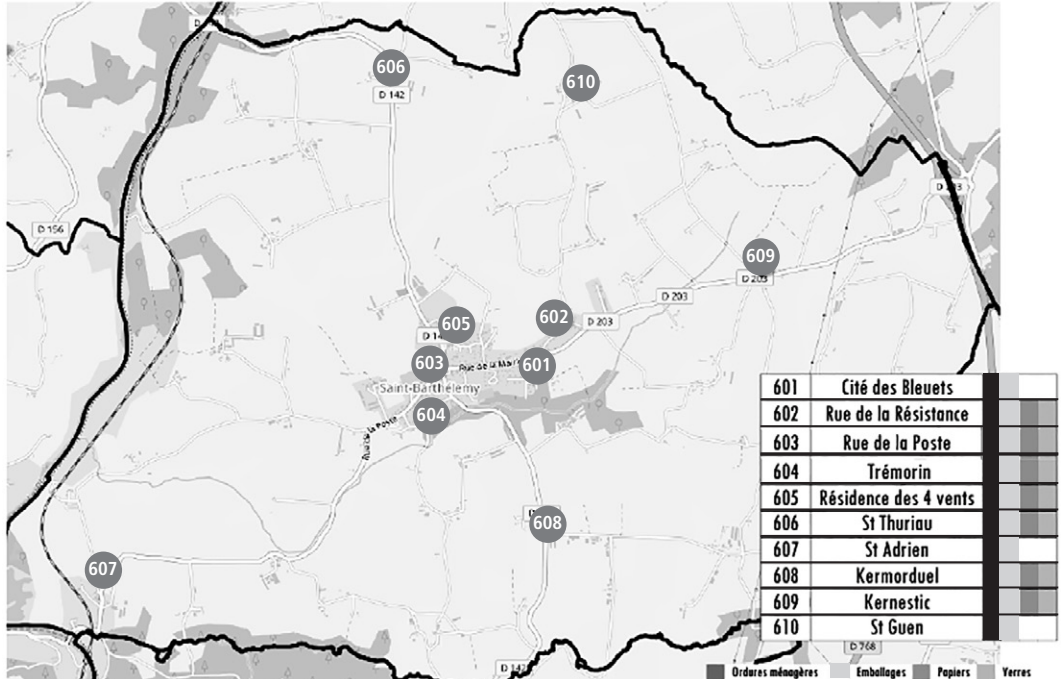 606
D 142
610
D 156
609
D 203
D 203
602
D 203
605
603
Rue de la
601
Saint-Barthélemy
604
Rue de la Poste
608
607
601 Cité des Bleuets
602 Rue de la Résistance
603 Rue de la Poste
604 Trémorin
605 Résidence des 4 vents
606 St Thuriau
607 St Adrien
608 Kermorduel
609 Kernestic
610 St Guen
D 768
D 142
Ordures ménagères Emballages Papiers Verres